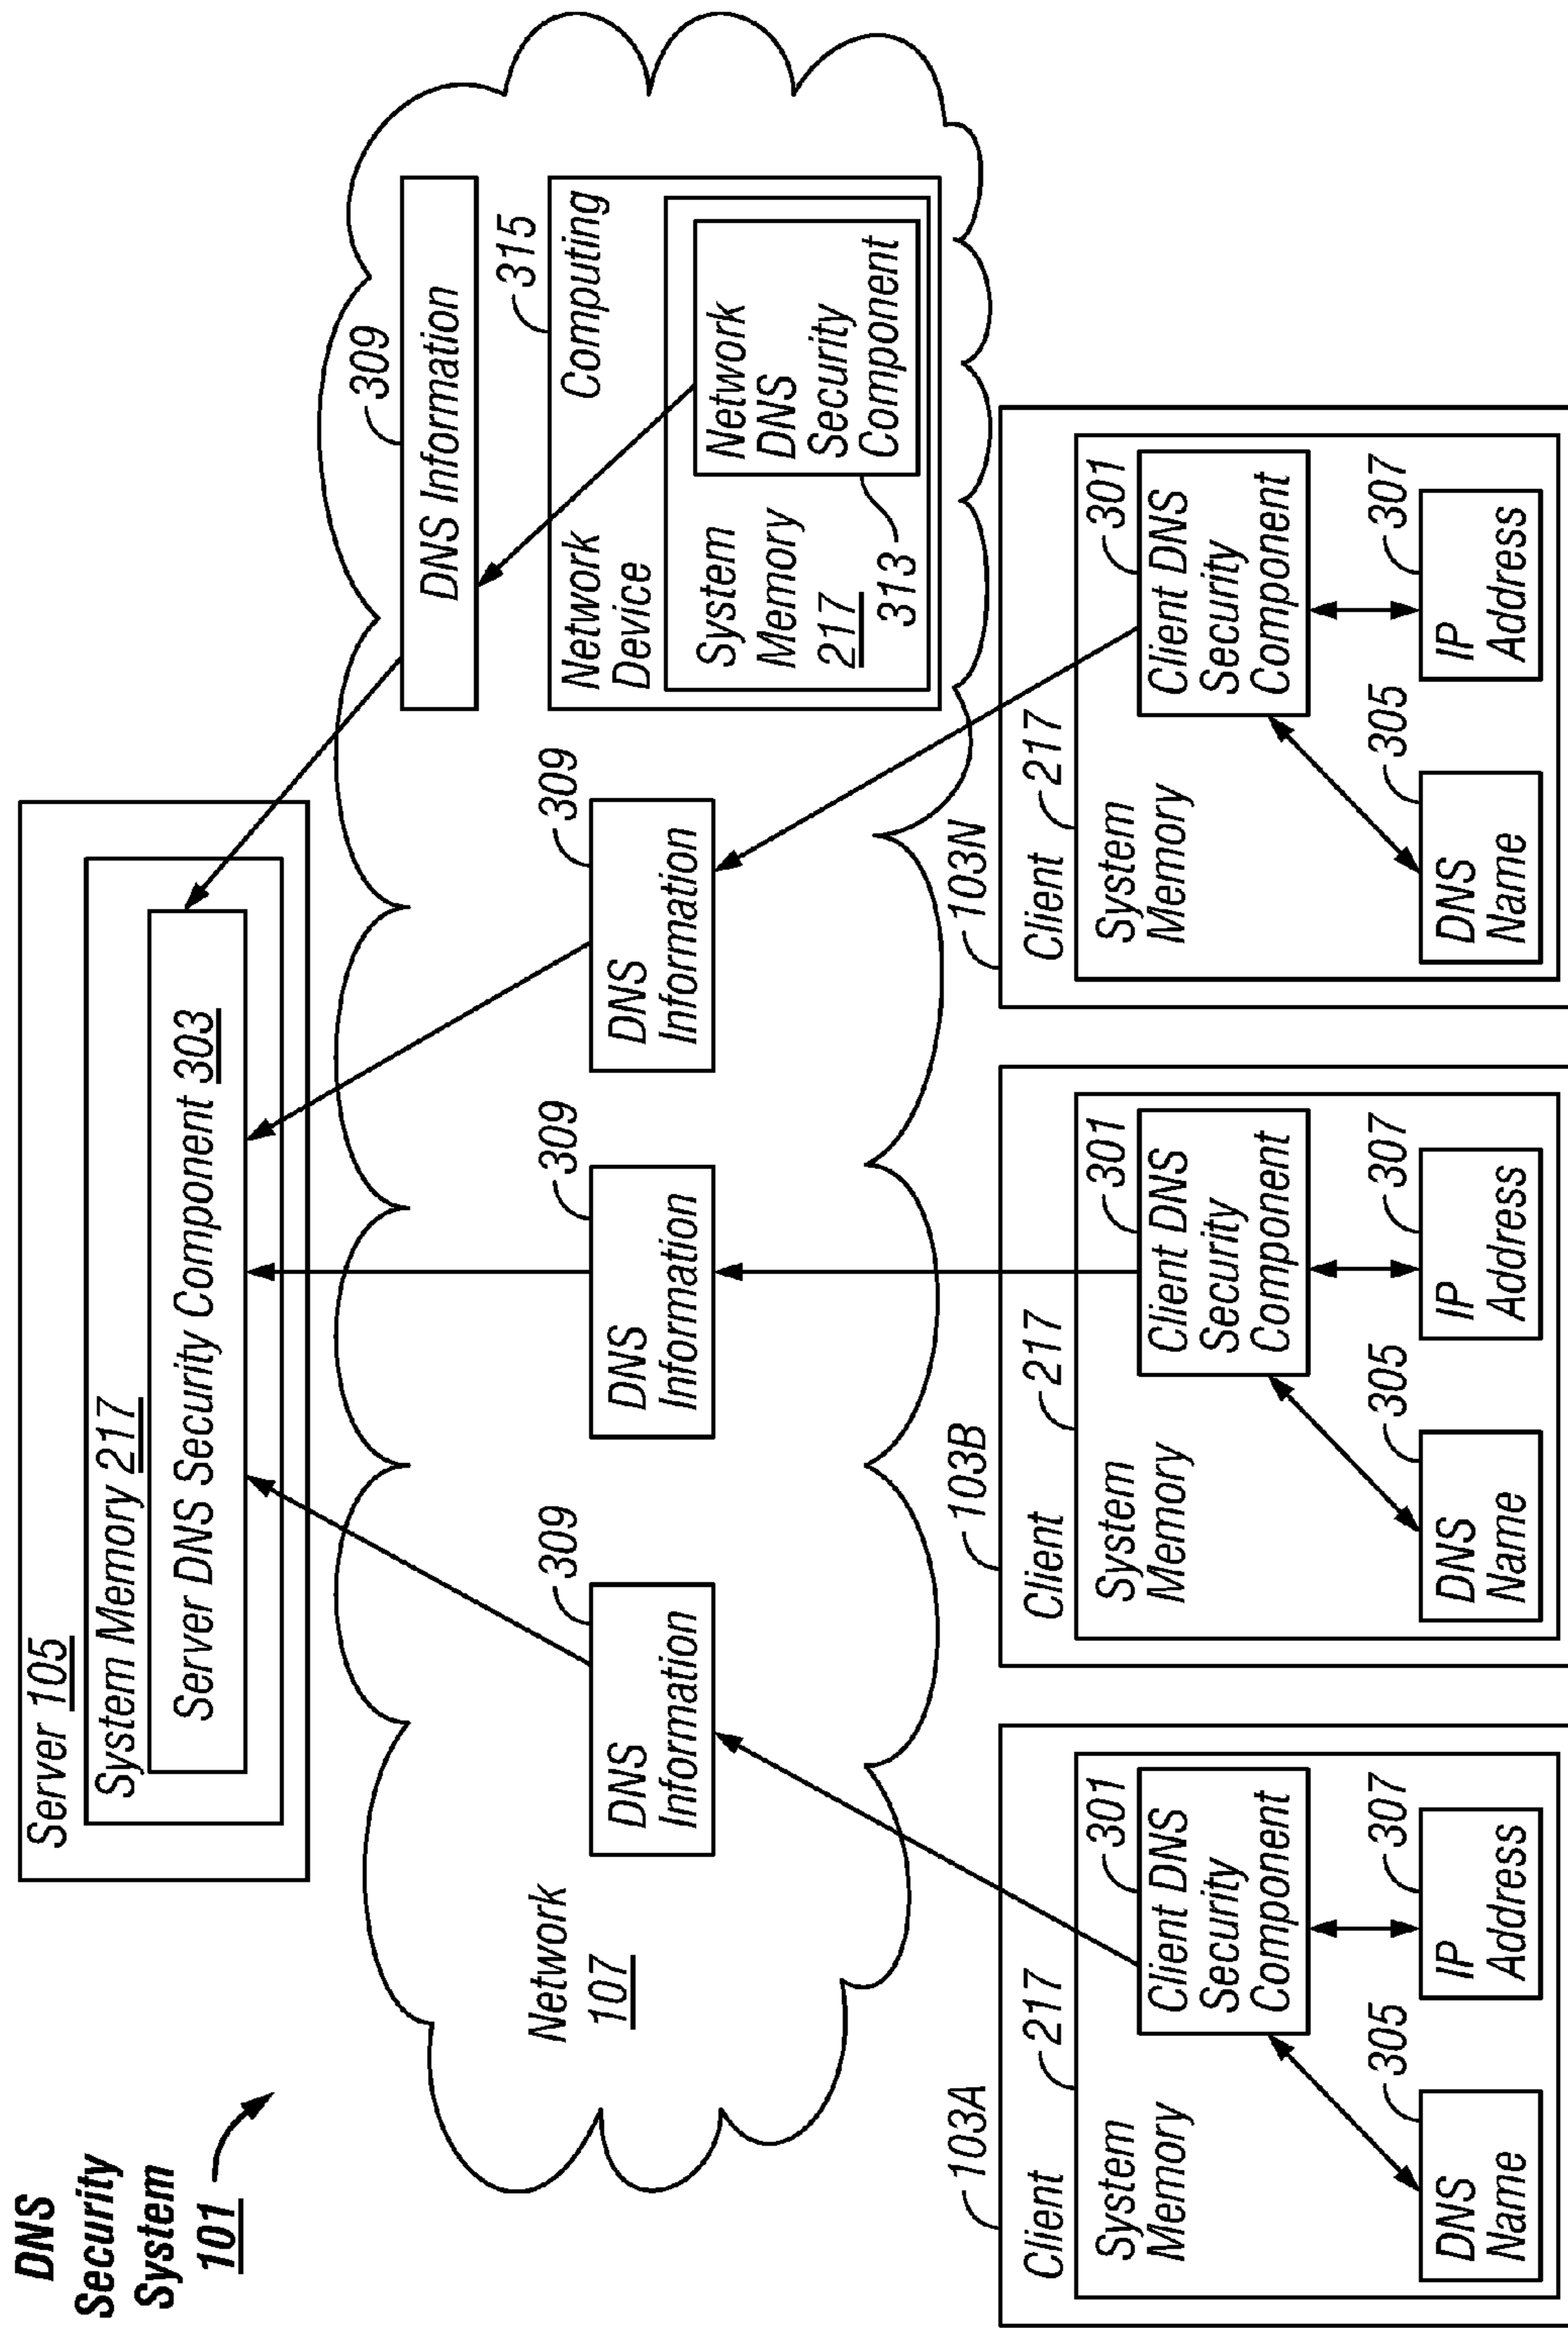 DNS
Security
System
101
Server 105
System Memory 217
Server DNS Security Component 303
Network
107
309
DNS
Information
309
DNS
Information
309
DNS
Information
309
DNS Information
315
Network Computing
Device
System
Memory
217
313
Network
DNS
Security
Component
103A
Client
217
System
Memory
301
Client DNS
Security
Component
305
DNS
Name
307
IP
Address
103B
Client
217
System
Memory
301
Client DNS
Security
Component
305
DNS
Name
307
IP
Address
103N
Client
217
System
Memory
301
Client DNS
Security
Component
305
DNS
Name
307
IP
Address